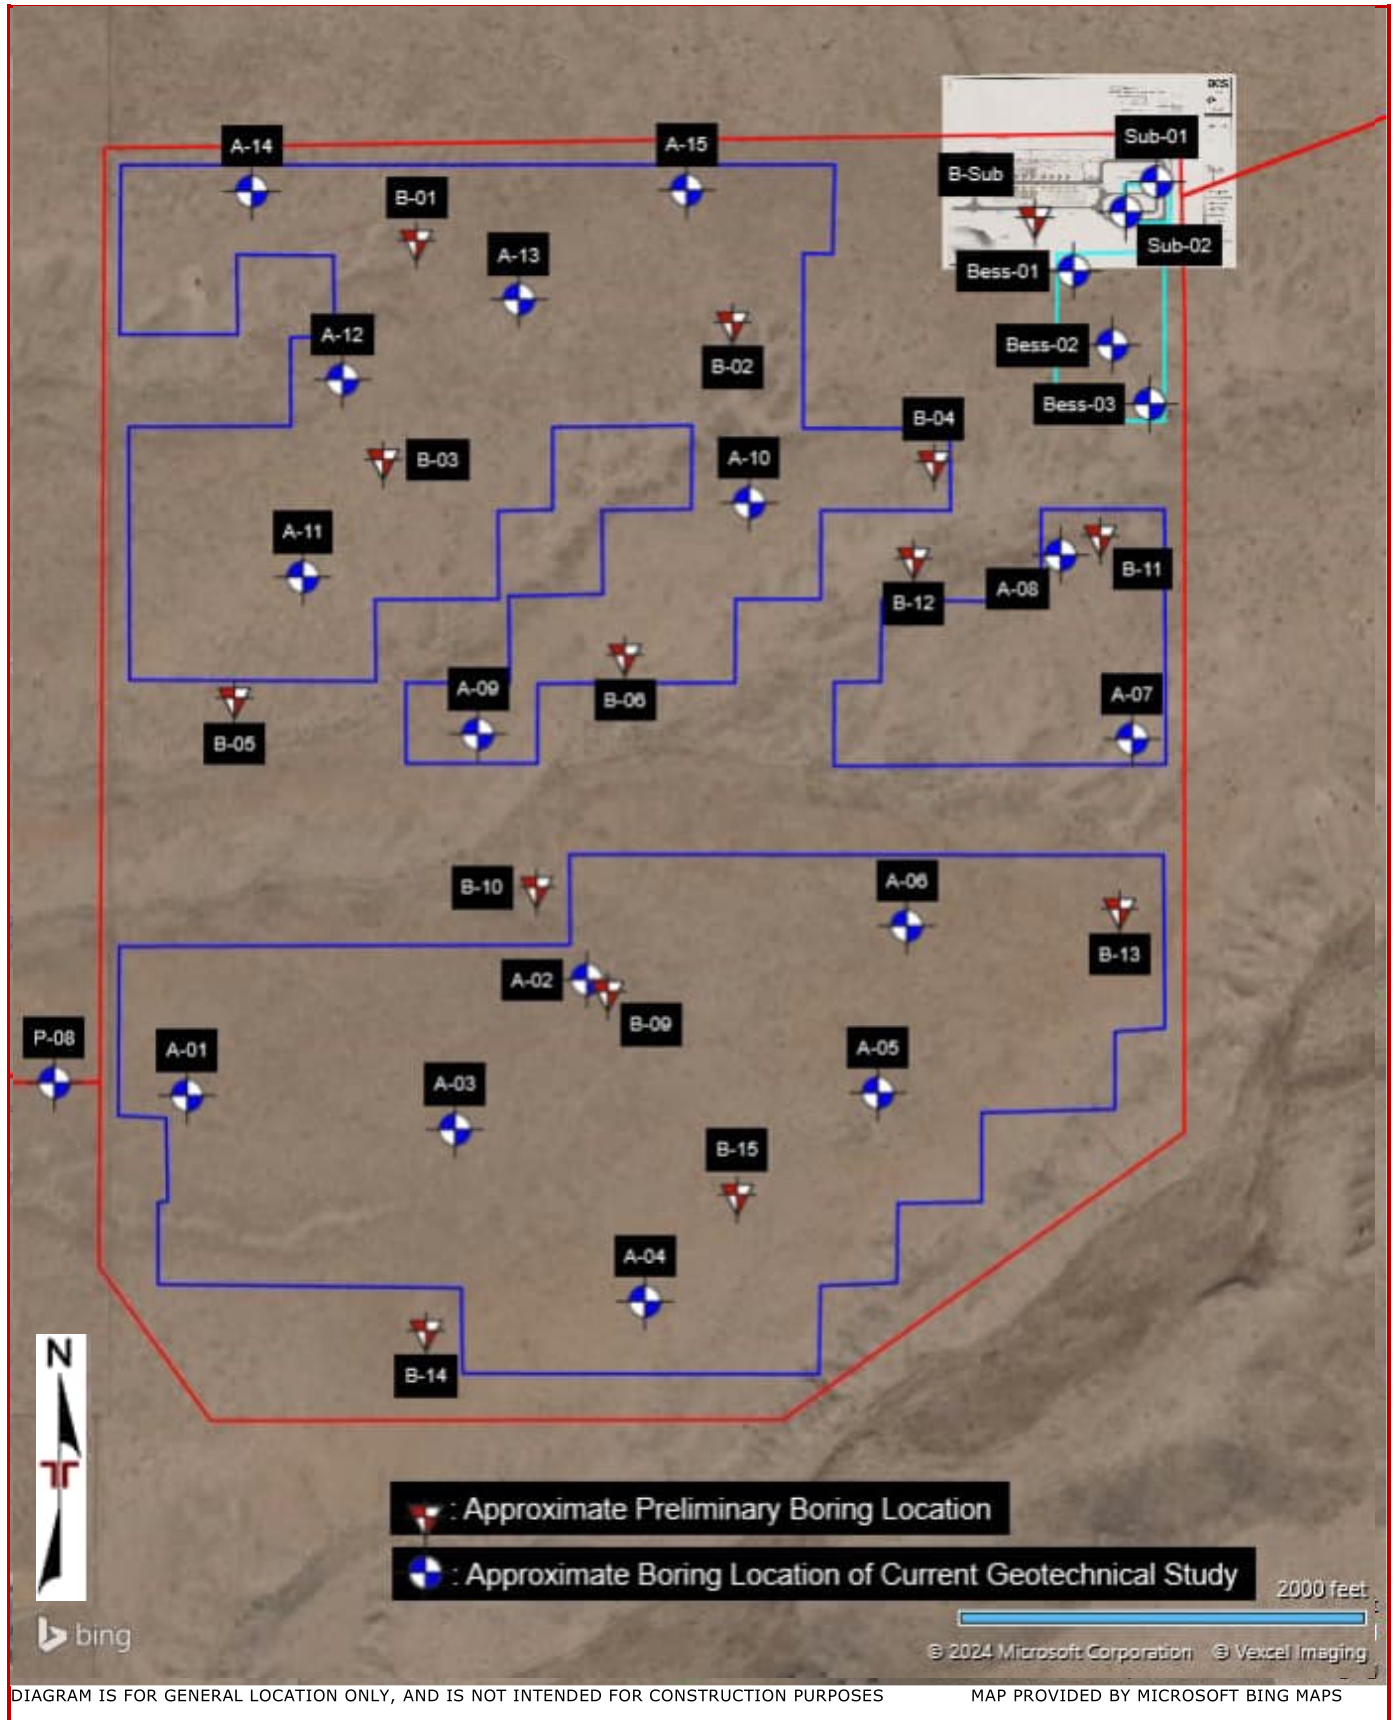 Sub-01
A-14
A-15
B-Sub
B-01
Sub-02
A-13
Bess-01
A-12
Bess-02
B-02
Bess-03
B-04
B-03
A-10
A-11
B-11
A-08
B-12
A-09
A-07
B-06
B-05
A-06
B-10
B-13
A-02
B-09
P-08
A-01
A-05
A-03
B-15
A-04
N
B-14
: Approximate Preliminary Boring Location
: Approximate Boring Location of Current Geotechnical Study
2000 feet
bing
© 2024 Microsoft Corporation © Vexcel Imaging
DIAGRAM IS FOR GENERAL LOCATION ONLY, AND IS NOT INTENDED FOR CONSTRUCTION PURPOSES
MAP PROVIDED BY MICROSOFT BING MAPS